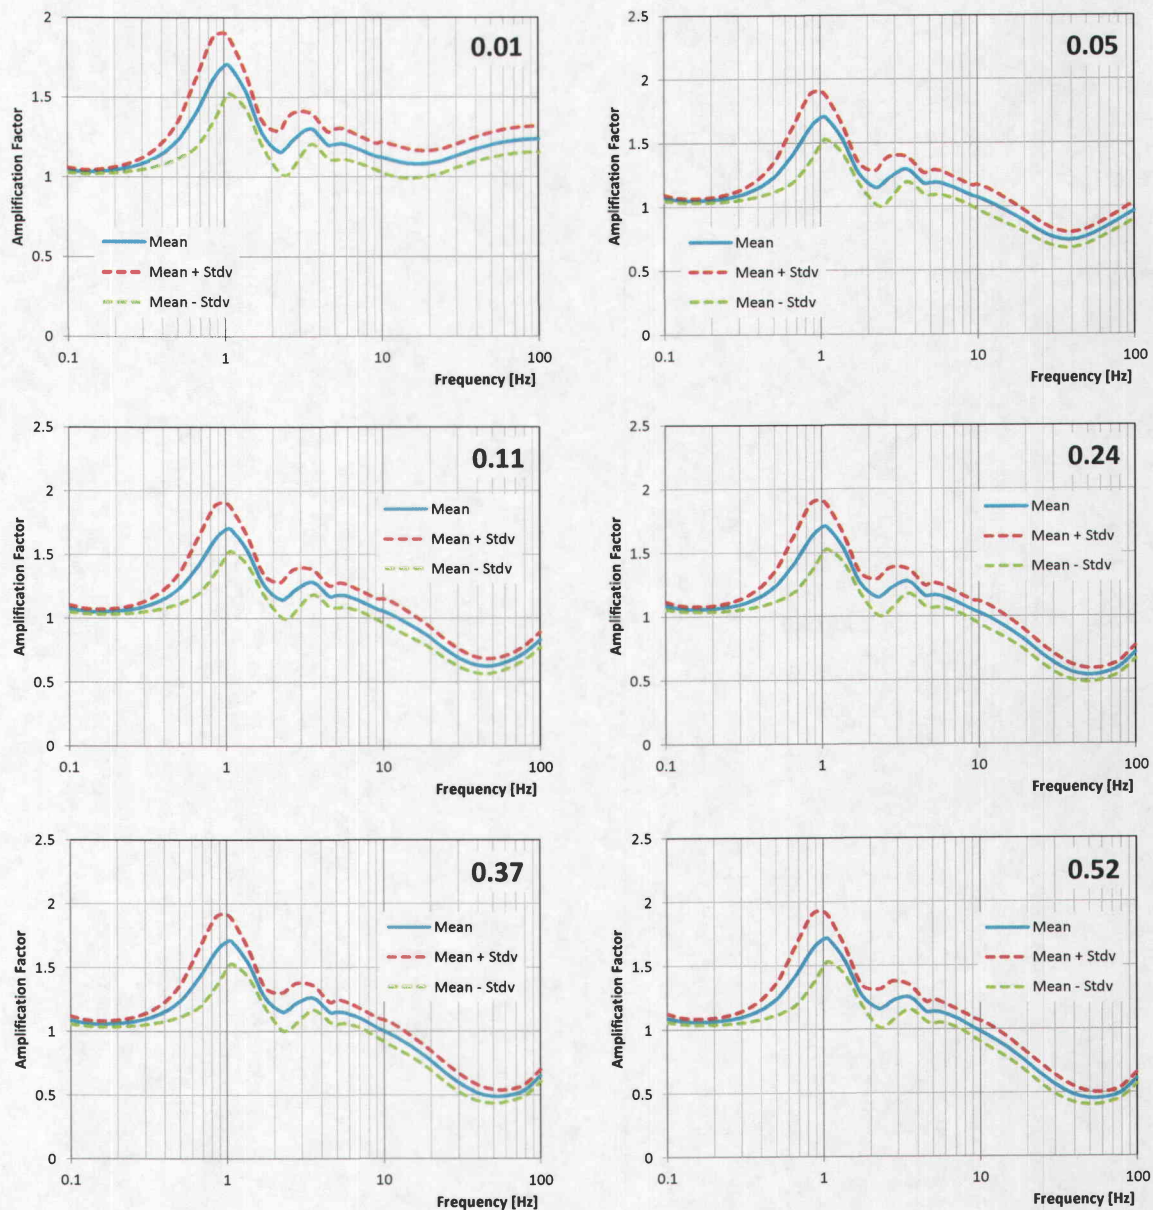 2
0.01
1.5
1
0.5
0
Amplification Factor
Mean
Mean + Stdv
Mean - Stdv
0.1 1 10 100
Frequency [Hz]
2.5
0.05
2
1.5
1
0.5
0
Amplification Factor
Mean
Mean + Stdv
Mean - Stdv
0.1 1 10 100
Frequency [Hz]
2.5
0.11
2
1.5
1
0.5
0
Amplification Factor
Mean
Mean + Stdv
Mean - Stdv
0.1 1 10 100
Frequency [Hz]
2.5
0.24
2
1.5
1
0.5
0
Amplification Factor
Mean
Mean + Stdv
Mean - Stdv
0.1 1 10 100
Frequency [Hz]
2.5
0.37
2
1.5
1
0.5
0
Amplification Factor
Mean
Mean + Stdv
Mean - Stdv
0.1 1 10 100
Frequency [Hz]
2.5
0.52
2
1.5
1
0.5
0
Amplification Factor
Mean
Mean + Stdv
Mean - Stdv
0.1 1 10 100
Frequency [Hz]